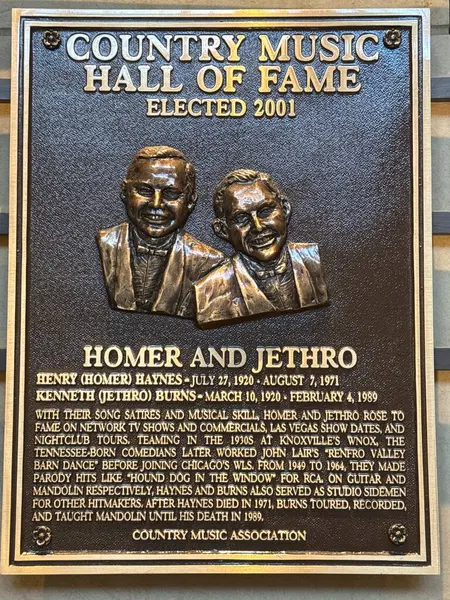 COUNTRY MUSIC
HALL OF FAME
ELECTED 2001
HOMER AND JETHRO
HENRY (HOMER) HAYNES - JULY 27, 1920 - AUGUST 7, 1971
KENNETH (JETHRO) BURNS - MARCH 10, 1920 - FEBRUARY 4, 1989
WITH THEIR SONG SATIRES AND MUSICAL SKILL, HOMER AND JETHRO ROSE TO
FAME ON NETWORK TV SHOWS AND COMMERCIALS, LAS VEGAS SHOW DATES, AND
NIGHTCLUB TOURS. TEAMING IN THE 1930S AT KNOXVILLE'S WNOX, THE
TENNESSEE-BORN COMEDIANS LATER WORKED JOHN LAIR'S "RENFRO VALLEY
BARN DANCE" BEFORE JOINING CHICAGO'S WLS. FROM 1949 TO 1964, THEY MADE
PARODY HITS LIKE "HOUND DOG IN THE WINDOW" FOR RCA. ON GUITAR AND
MANDOLIN RESPECTIVELY, HAYNES AND BURNS ALSO SERVED AS STUDIO SIDEMEN
FOR OTHER HITMAKERS. AFTER HAYNES DIED IN 1971, BURNS TOURED, RECORDED,
AND TAUGHT MANDOLIN UNTIL HIS DEATH IN 1989.
COUNTRY MUSIC ASSOCIATION